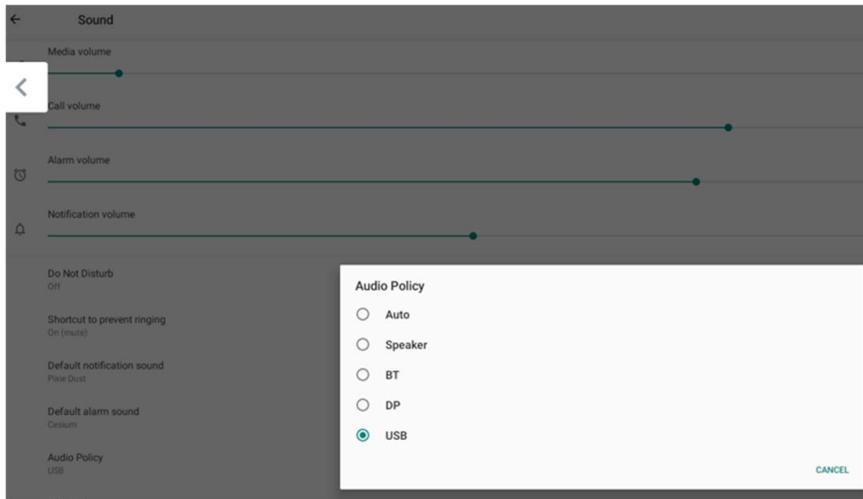 Sound
Media volume
Call volume
Alarm volume
Notification volume
Do Not Disturb
Off
Shortcut to prevent ringing
On (mute)
Default notification sound
Pixie Dust
Default alarm sound
Cesium
Audio Policy
USB
Audio Policy
Auto
Speaker
BT
DP
USB
CANCEL